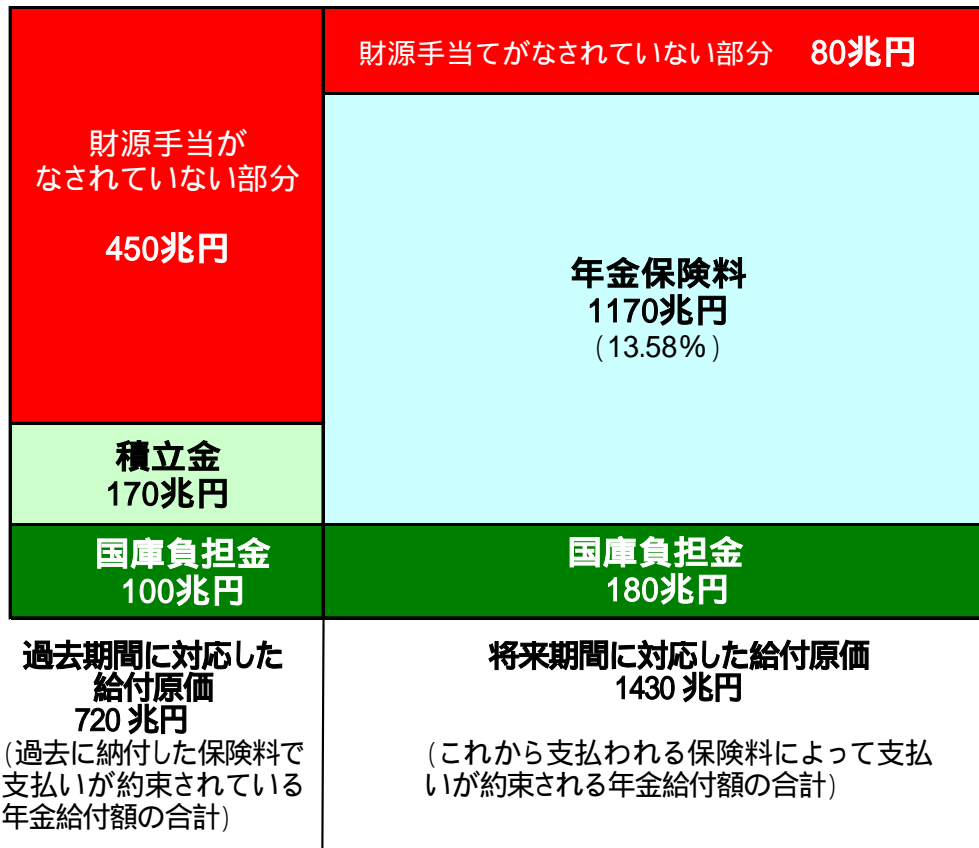 財源手当てがなされていない部分 80兆円
財源手当が
なされていない部分
450兆円
年金保険料
1170兆円
(13.58%)
積立金
170兆円
国庫負担金
100兆円
国庫負担金
180兆円
過去期間に対応した
給付原価
720 兆円
(過去に納付した保険料で
支払いが約束されている
年金給付額の合計)
将来期間に対応した給付原価
1430 兆円
(これから支払われる保険料によって支払
いが約束される年金給付額の合計)